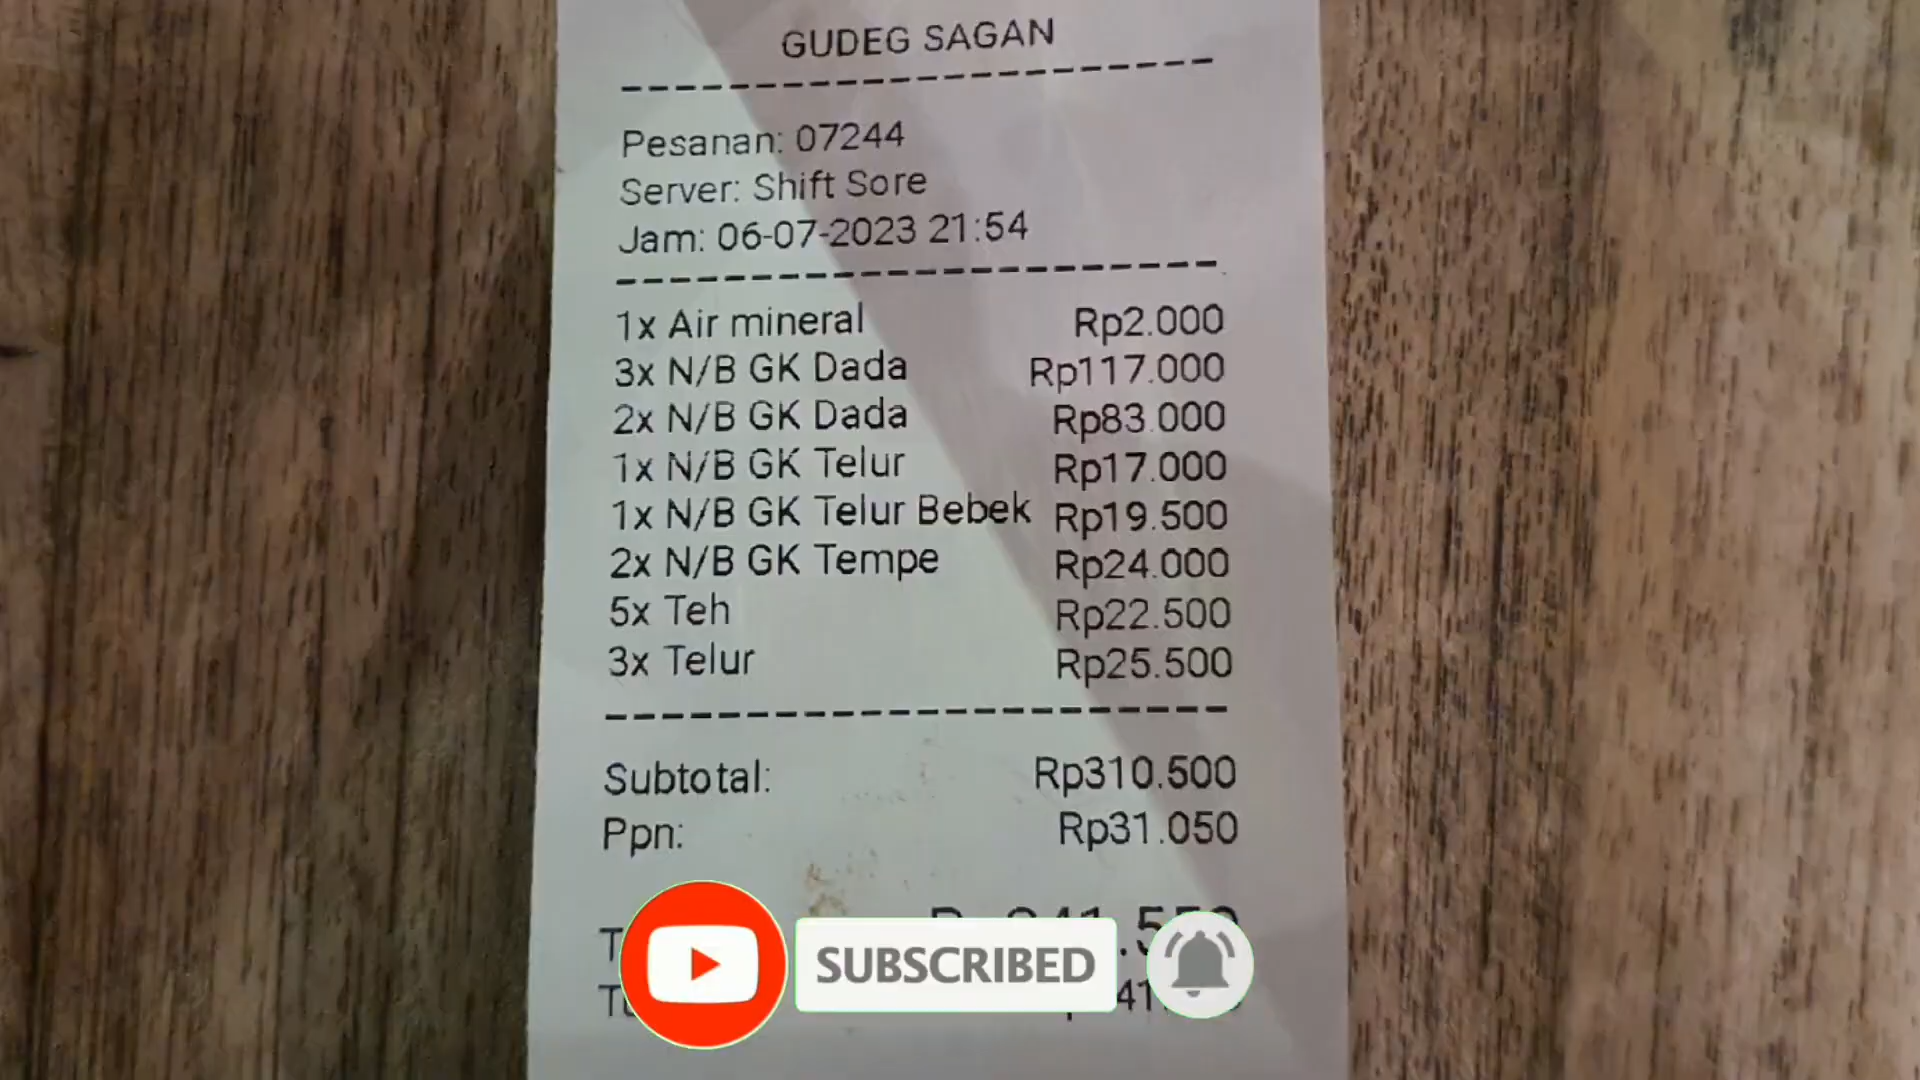 GUDEG SAGAN
Pesanan: 07244
Server: Shift Sore
Jam: 06-07-2023 21:54
1x Air mineral Rp2.000
3x N/B GK Dada Rp117.000
2x N/B GK Dada Rp83.000
1x N/B GK Telur Rp17.000
1x N/B GK Telur Bebek Rp19.500
2x N/B GK Tempe Rp24.000
5x Teh Rp22.500
3x Telur Rp25.500
Subtotal: Rp310.500
Ppn: Rp31.050
SUBSCRIBED